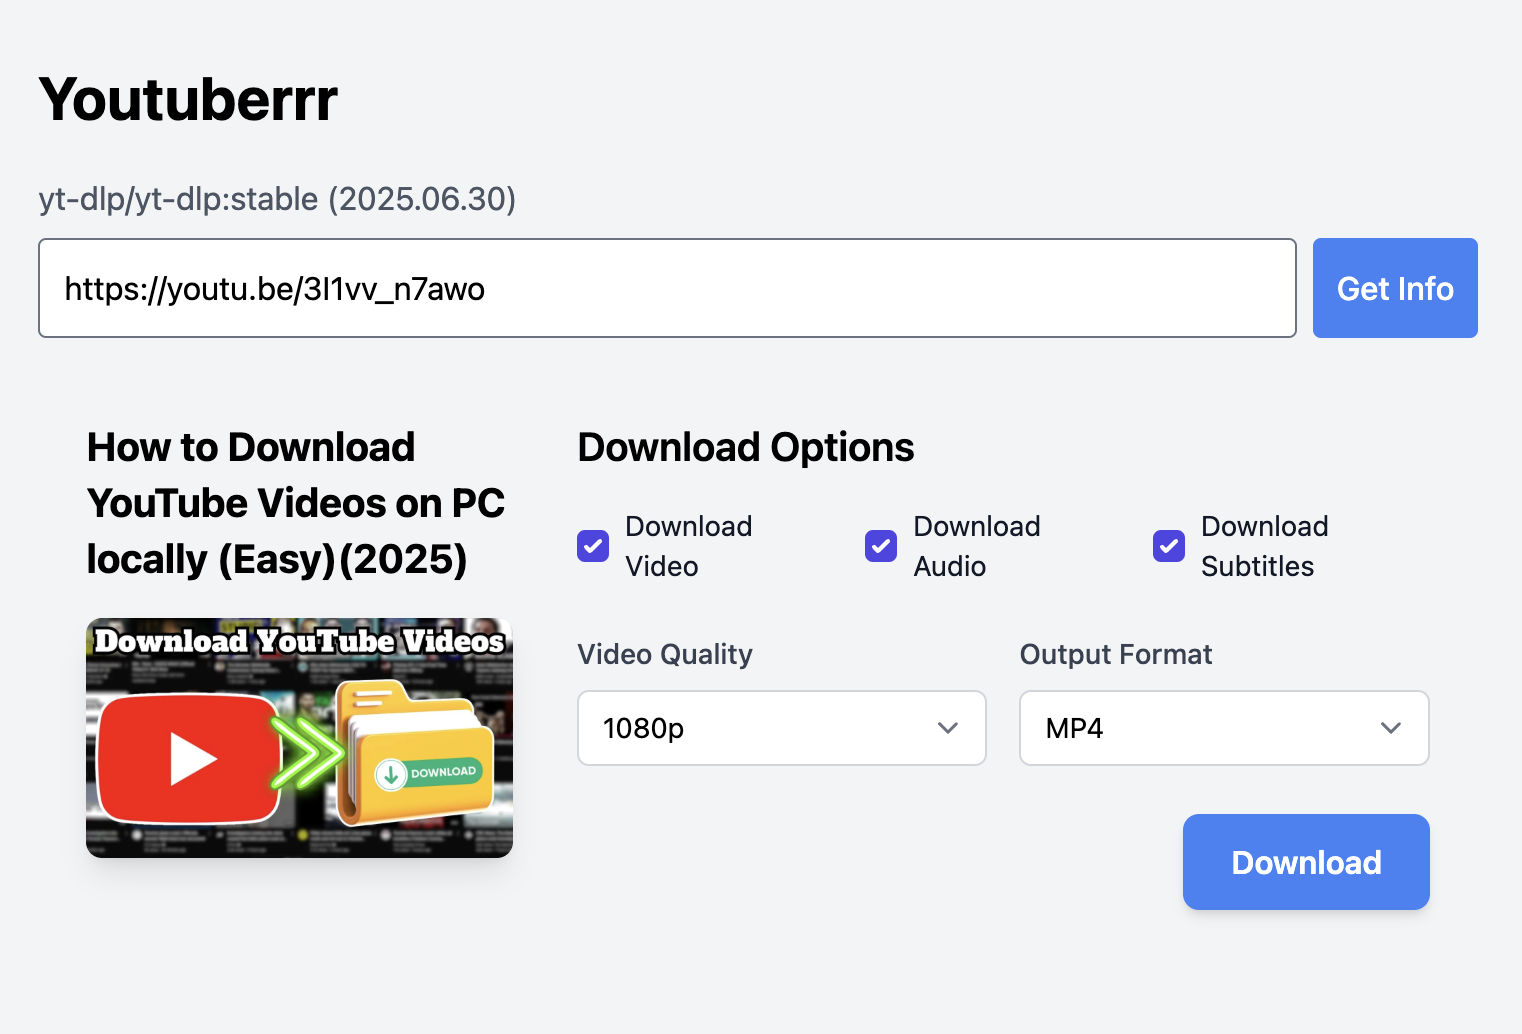 Youtuberrr
yt-dlp/yt-dlp:stable (2025.06.30)
https://youtu.be/3I1vv_n7awo
Get Info
How to Download
YouTube Videos on PC
locally (Easy)(2025)
Download YouTube Videos
DOWNLOAD
Download Options
Download
Video
Download
Audio
Download
Subtitles
Video Quality
Output Format
1080p
MP4
Download